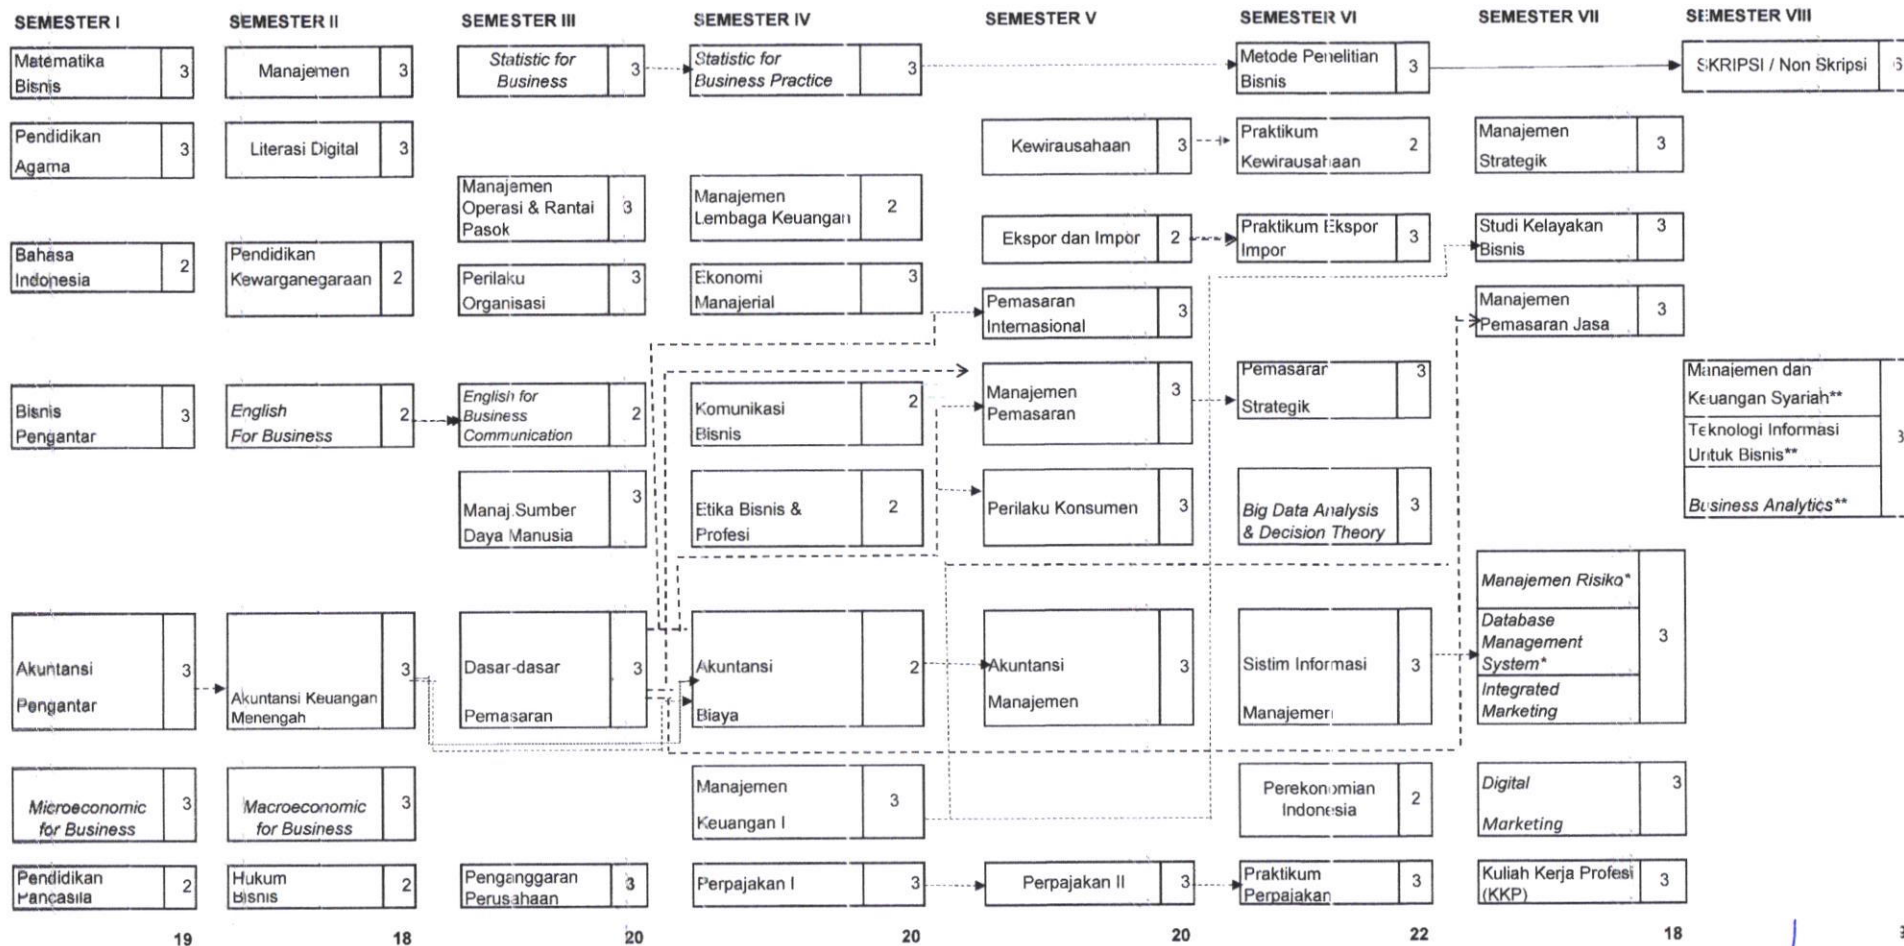 SEMESTER I
Matematika
Bisnis
3
Pendidikan
Agama
3
Bahasa
Indonesia
2
Bisnis
Pengantar
3
Akuntansi
Pengantar
3
Microeconomic
for Business
3
Pendidikan
Pancasila
2
19
SEMESTER II
Manajemen
3
Literasi Digital
3
Pendidikan
Kewarganegaraan
2
English
For Business
2
Akuntansi Keuangan
Menengah
3
Macroeconomic
for Business
3
Hukum
Bisnis
2
18
SEMESTER III
Statistic for
Business
3
Manajemen
Operasi & Rantai
Pasok
3
Perilaku
Organisasi
3
English for
Business
Communication
2
Manaj.Sumber
Daya Manusia
3
Dasar-dasar
Pemasaran
3
Penganggaran
Perusahaan
3
20
SEMESTER IV
Statistic for
Business Practice
3
Manajemen
Lembaga Keuangan
2
Ekonomi
Manajerial
3
Komunikasi
Bisnis
2
Etika Bisnis &
Profesi
2
Akuntansi
Biaya
2
Manajemen
Keuangan I
3
Perpajakan I
3
20
SEMESTER V
Kewirausahaan
3
Ekspor dan Impor
2
Pemasaran
Internasional
3
Manajemen
Pemasaran
3
Perilaku Konsumen
3
Akuntansi
Manajemen
3
Perpajakan II
3
20
SEMESTER VI
Metode Penelitian
Bisnis
3
Praktikum
Kewirausahaan
2
Praktikum Ekspor
Impor
3
Pemasaran
Strategik
3
Big Data Analysis
& Decision Theory
3
Sistim Informasi
Manajemen
3
Perekonomian
Indonesia
2
Praktikum
Perpajakan
3
22
SEMESTER VII
Manajemen
Strategik
3
Studi Kelayakan
Bisnis
3
Manajemen
Pemasaran Jasa
3
Manajemen Risiko*
Database
Management
System*
Integrated
Marketing
3
Digital
Marketing
3
Kuliah Kerja Profesi
(KKP)
3
18
SEMESTER VIII
SKRIPSI / Non Skripsi
6
Manajemen dan
Keuangan Syariah**
Teknologi Informasi
Untuk Bisnis**
Business Analytics**
3